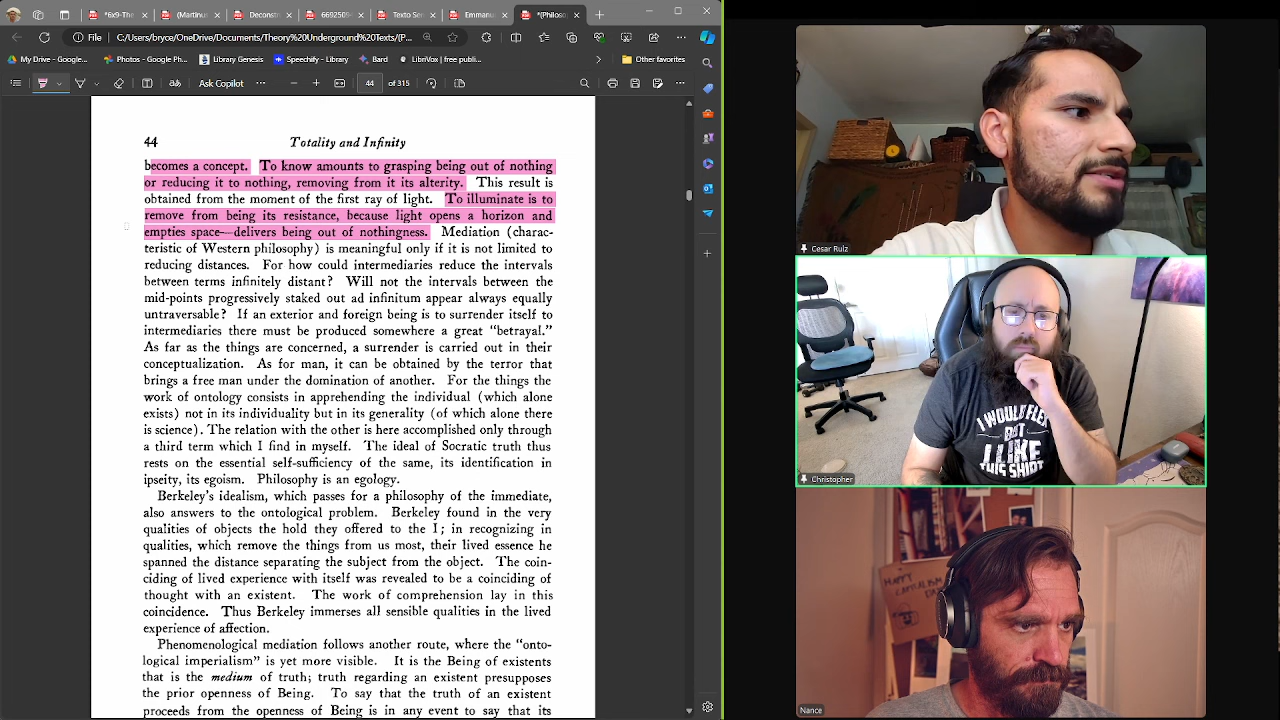 *6x9-The
(Martinus
Deconstr
6692509
Texto Se
Emmanu
*(Philoso
File
C:/Users/bryce/OneDrive/Documents/Theory%20Underground%20Texts/(P...
My Drive - Google...
Photos - Google Ph...
Library Genesis
Speechify - Library
Bard
LibriVox | free publi...
Other favorites
Ask Copilot
44
of 315
44
Totality and Infinity
becomes a concept. To know amounts to grasping being out of nothing
or reducing it to nothing, removing from it its alterity. This result is
obtained from the moment of the first ray of light. To illuminate is to
remove from being its resistance, because light opens a horizon and
empties space—delivers being out of nothingness. Mediation (charac-
teristic of Western philosophy) is meaningful only if it is not limited to
reducing distances. For how could intermediaries reduce the intervals
between terms infinitely distant? Will not the intervals between the
mid-points progressively staked out ad infinitum appear always equally
untraversable? If an exterior and foreign being is to surrender itself to
intermediaries there must be produced somewhere a great "betrayal."
As far as the things are concerned, a surrender is carried out in their
conceptualization. As for man, it can be obtained by the terror that
brings a free man under the domination of another. For the things the
work of ontology consists in apprehending the individual (which alone
exists) not in its individuality but in its generality (of which alone there
is science). The relation with the other is here accomplished only through
a third term which I find in myself. The ideal of Socratic truth thus
rests on the essential self-sufficiency of the same, its identification in
ipseity, its egoism. Philosophy is an egology.
Berkeley's idealism, which passes for a philosophy of the immediate,
also answers to the ontological problem. Berkeley found in the very
qualities of objects the hold they offered to the I; in recognizing in
qualities, which remove the things from us most, their lived essence he
spanned the distance separating the subject from the object. The coin-
ciding of lived experience with itself was revealed to be a coinciding of
thought with an existent. The work of comprehension lay in this
coincidence. Thus Berkeley immerses all sensible qualities in the lived
experience of affection.
Phenomenological mediation follows another route, where the "onto-
logical imperialism" is yet more visible. It is the Being of existents
that is the medium of truth; truth regarding an existent presupposes
the prior openness of Being. To say that the truth of an existent
proceeds from the openness of Being is in any event to say that its
Cesar Ruiz
I WOULD FLEX
BUT
I LIKE
THIS SHIRT
Christopher
HAPPY
Nance